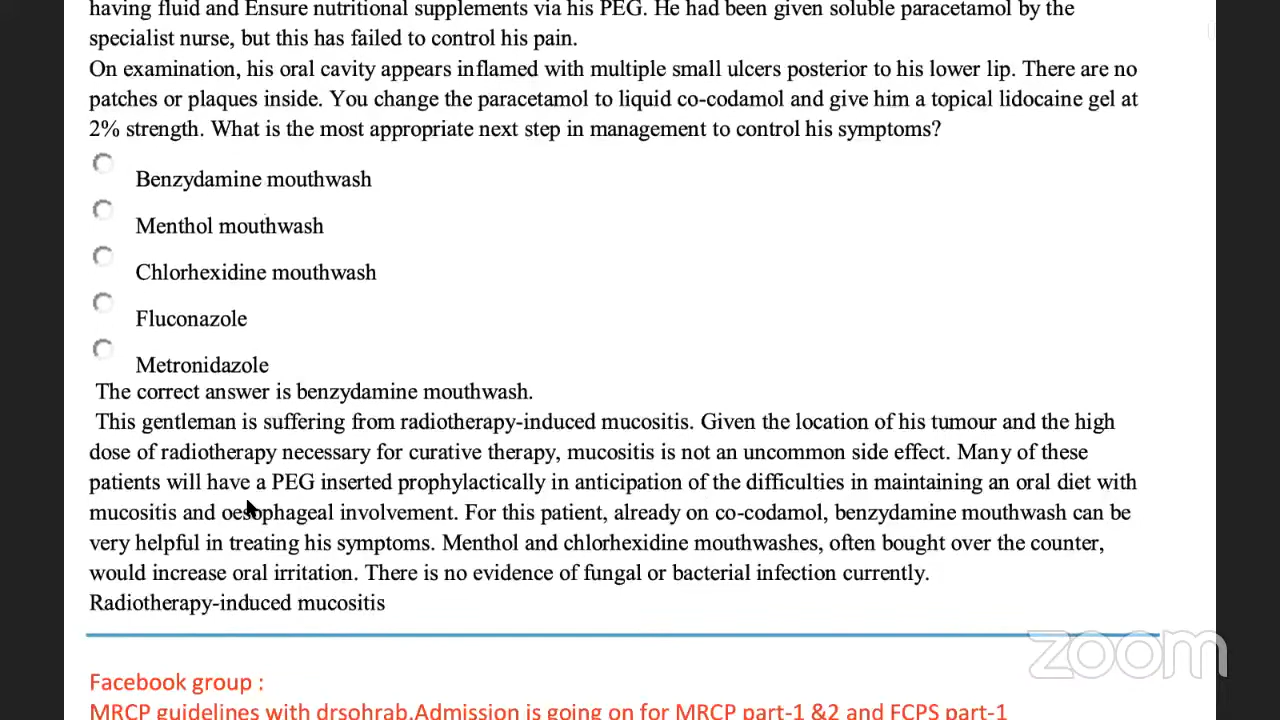 having fluid and Ensure nutritional supplements via his PEG. He had been given soluble paracetamol by the
specialist nurse, but this has failed to control his pain.
On examination, his oral cavity appears inflamed with multiple small ulcers posterior to his lower lip. There are no
patches or plaques inside. You change the paracetamol to liquid co-codamol and give him a topical lidocaine gel at
2% strength. What is the most appropriate next step in management to control his symptoms?
Benzydamine mouthwash
Menthol mouthwash
Chlorhexidine mouthwash
Fluconazole
Metronidazole
The correct answer is benzydamine mouthwash.
This gentleman is suffering from radiotherapy-induced mucositis. Given the location of his tumour and the high
dose of radiotherapy necessary for curative therapy, mucositis is not an uncommon side effect. Many of these
patients will have a PEG inserted prophylactically in anticipation of the difficulties in maintaining an oral diet with
mucositis and oesophageal involvement. For this patient, already on co-codamol, benzydamine mouthwash can be
very helpful in treating his symptoms. Menthol and chlorhexidine mouthwashes, often bought over the counter,
would increase oral irritation. There is no evidence of fungal or bacterial infection currently.
Radiotherapy-induced mucositis
zoom
Facebook group :
MRCP guidelines with drsohrab.Admission is going on for MRCP part-1 &2 and FCPS part-1